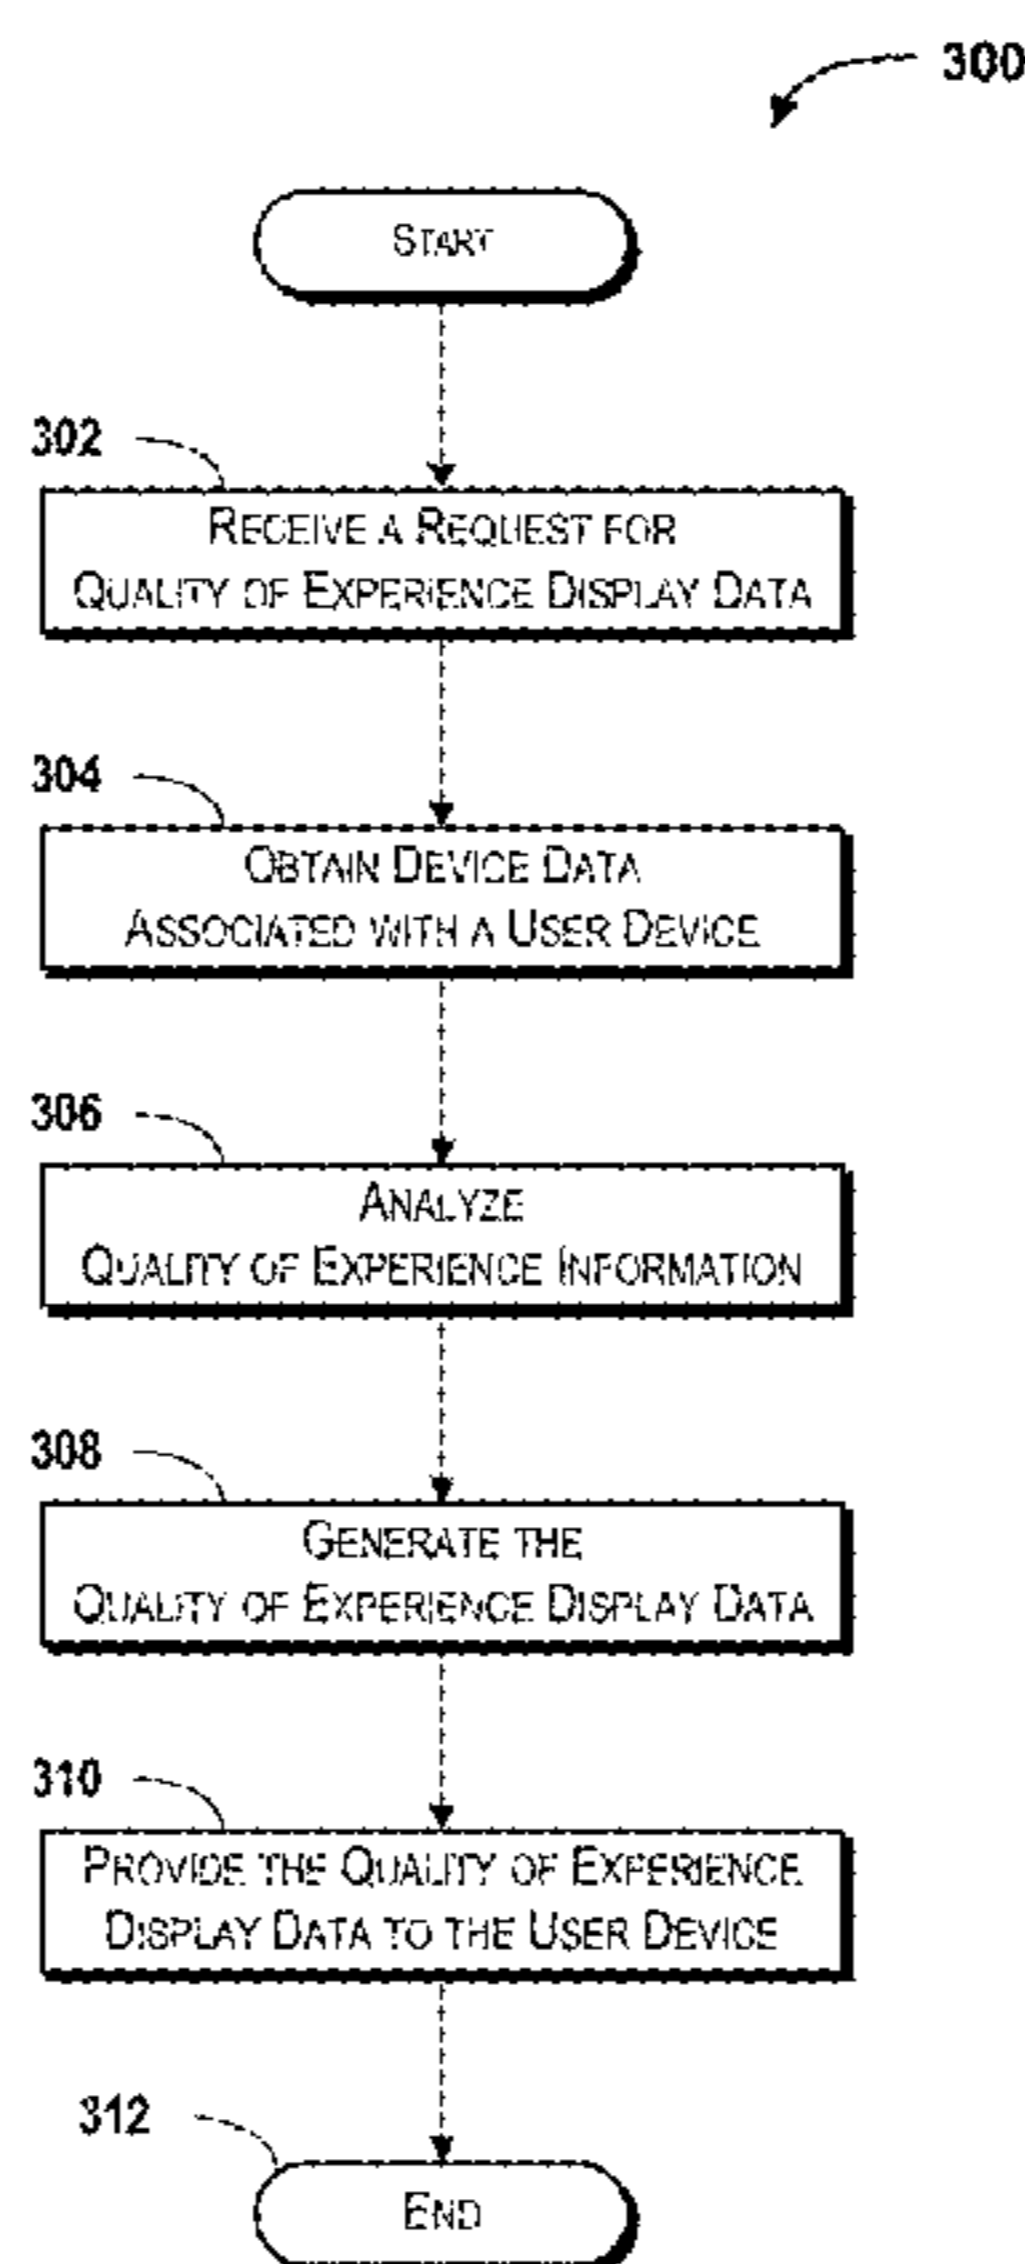 300
START
302
RECEIVE A REQUEST FOR
QUALITY OF EXPERIENCE DISPLAY DATA
304
OBTAIN DEVICE DATA
ASSOCIATED WITH A USER DEVICE
306
ANALYZE
QUALITY OF EXPERIENCE INFORMATION
308
GENERATE THE
QUALITY OF EXPERIENCE DISPLAY DATA
310
PROVIDE THE QUALITY OF EXPERIENCE
DISPLAY DATA TO THE USER DEVICE
312
END